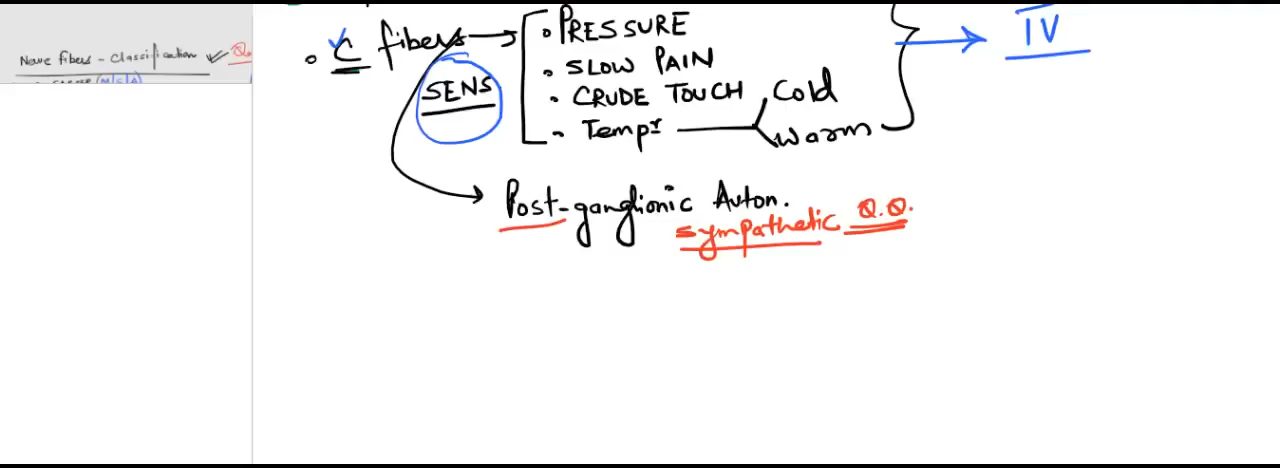 Nerve fibers - Classification
• C fibers → • PRESSURE
IV
• SLOW PAIN
SENS
• CRUDE TOUCH
Cold
• Tempr
warm
Post-ganglionic Auton.
sympathetic Q.Q.